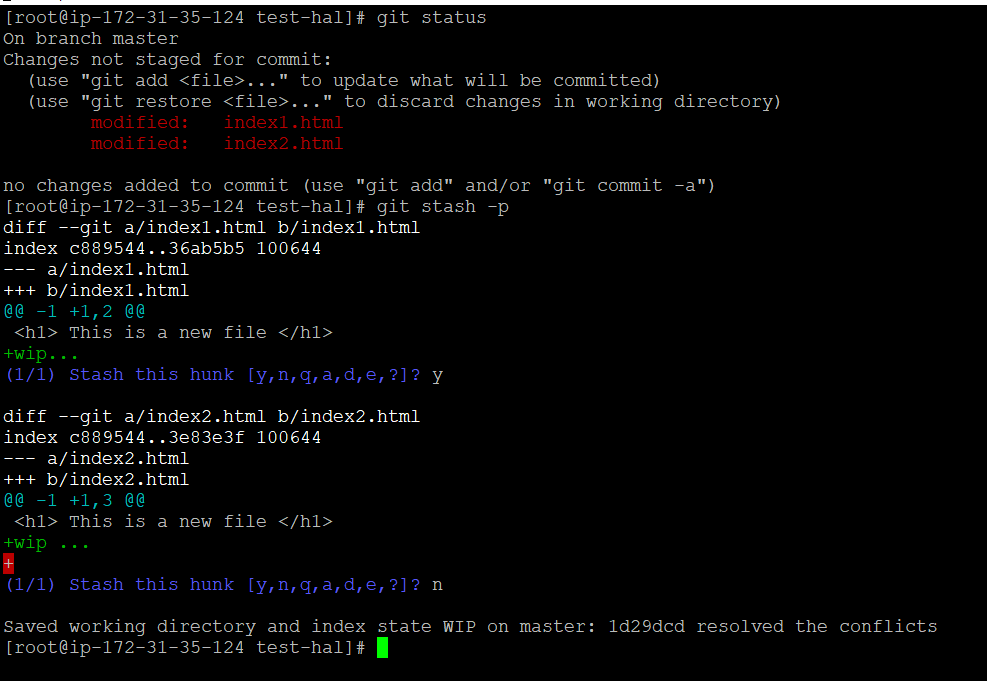 [root@ip-172-31-35-124 test-hal]# git status
On branch master
Changes not staged for commit:
  (use "git add <file>..." to update what will be committed)
  (use "git restore <file>..." to discard changes in working directory)
        modified:   index1.html
        modified:   index2.html

no changes added to commit (use "git add" and/or "git commit -a")
[root@ip-172-31-35-124 test-hal]# git stash -p
diff --git a/index1.html b/index1.html
index c889544..36ab5b5 100644
--- a/index1.html
+++ b/index1.html
@@ -1 +1,2 @@
 <h1> This is a new file </h1>
+wip...
(1/1) Stash this hunk [y,n,q,a,d,e,?]? y

diff --git a/index2.html b/index2.html
index c889544..3e83e3f 100644
--- a/index2.html
+++ b/index2.html
@@ -1 +1,3 @@
 <h1> This is a new file </h1>
+wip ...
+
(1/1) Stash this hunk [y,n,q,a,d,e,?]? n

Saved working directory and index state WIP on master: 1d29dcd resolved the conflicts
[root@ip-172-31-35-124 test-hal]#